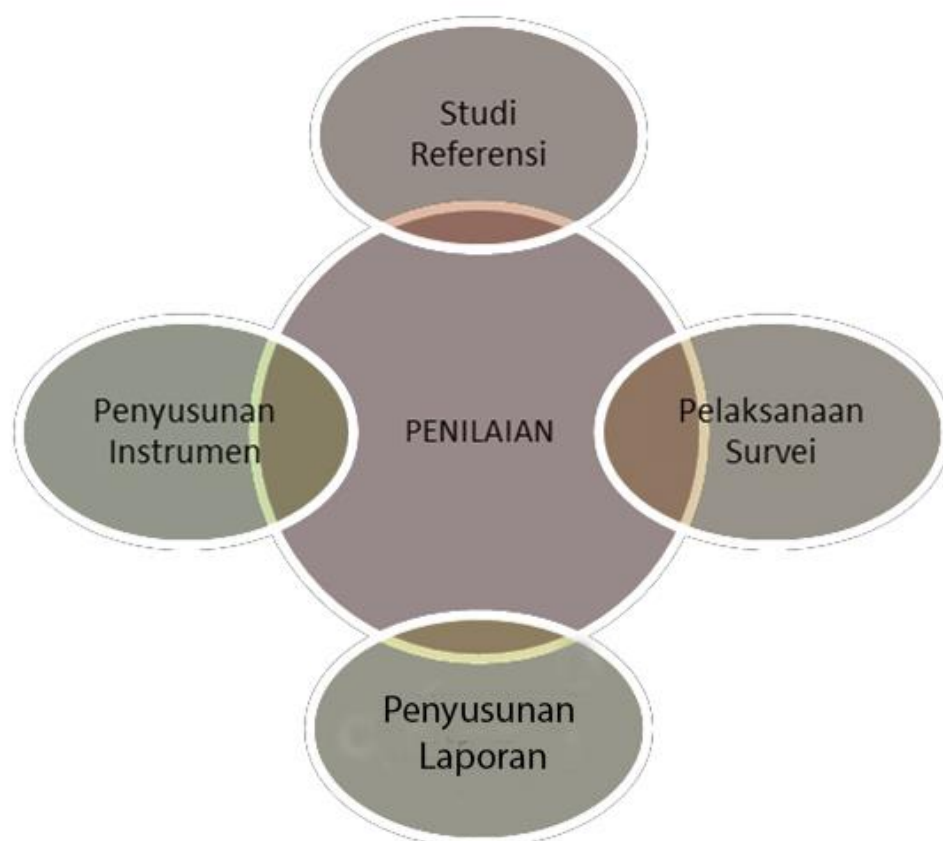 Studi
Referensi
Penyusunan
Instrumen
PENILAIAN
Pelaksanaan
Survei
Penyusunan
Laporan